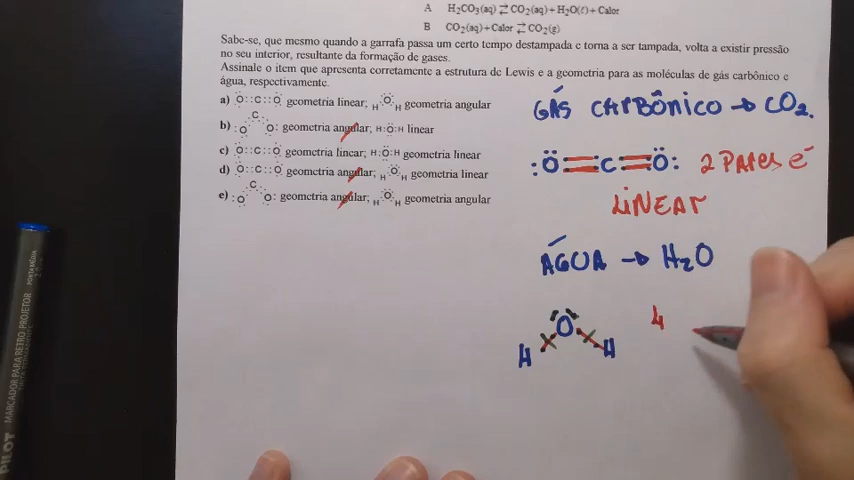 A H₂CO₃(aq) ⇄ CO₂(aq) + H₂O(ℓ) + Calor
B CO₂(aq) + Calor ⇄ CO₂(g)
Sabe-se, que mesmo quando a garrafa passa um certo tempo destampada e torna a ser tampada, volta a existir pressão
no seu interior, resultante da formação de gases.
Assinale o item que apresenta corretamente a estrutura de Lewis e a geometria para as moléculas de gás carbônico e
água, respectivamente.
a) O::C::O geometria linear; H O H geometria angular
b) :O C O: geometria angular; H:O:H linear
c) O::C::O geometria linear; H:O:H geometria linear
d) O::C::O geometria angular; H O H geometria linear
e) :O C O: geometria angular; H O H geometria angular
GÁS CARBÔNICO → CO₂.
:O=C=O: 2 PARES e⁻
LINEAR
ÁGUA → H₂O
O 4
H H
PILOT MARCADOR PARA RETRO PROJETOR
PONTA MÉDIA 2.0